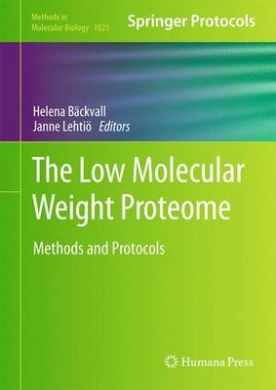 Methods in
Molecular Biology 1023
Springer Protocols
Helena Bäckvall
Janne Lehtiö Editors
The Low Molecular
Weight Proteome
Methods and Protocols
Humana Press